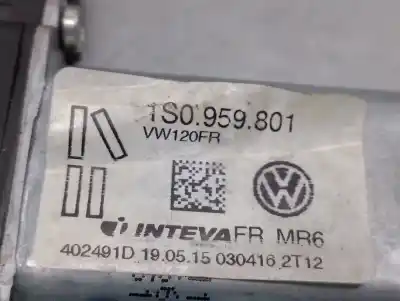 1S0.959.801
VW120FR
INTEVA FR MR6
402491D 19.05.15 030416 2T12